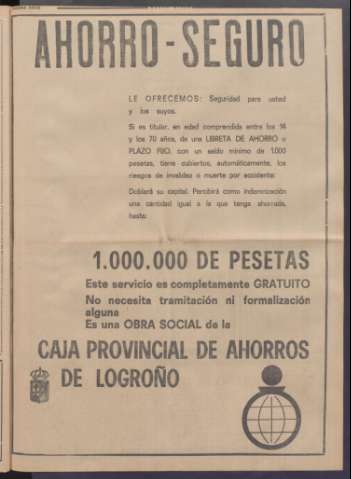 AHORRO-SEGURO
LE OFRECEMOS: Seguridad para usted
y los suyos.
Si es titular, en edad comprendida entre los 14
y los 70 años, de una LIBRETA DE AHORRO o
PLAZO FIJO, con un saldo mínimo de 1.000
pesetas, tiene cubiertos, automáticamente, los
riesgos de invalidez o muerte por accidente:
Doblará su capital. Percibirá como indemnización
una cantidad igual a la que tenga ahorrada,
hasta:
1.000.000 DE PESETAS
Este servicio es completamente GRATUITO
No necesita tramitación ni formalización
alguna
Es una OBRA SOCIAL de la
CAJA PROVINCIAL DE AHORROS
DE LOGROÑO